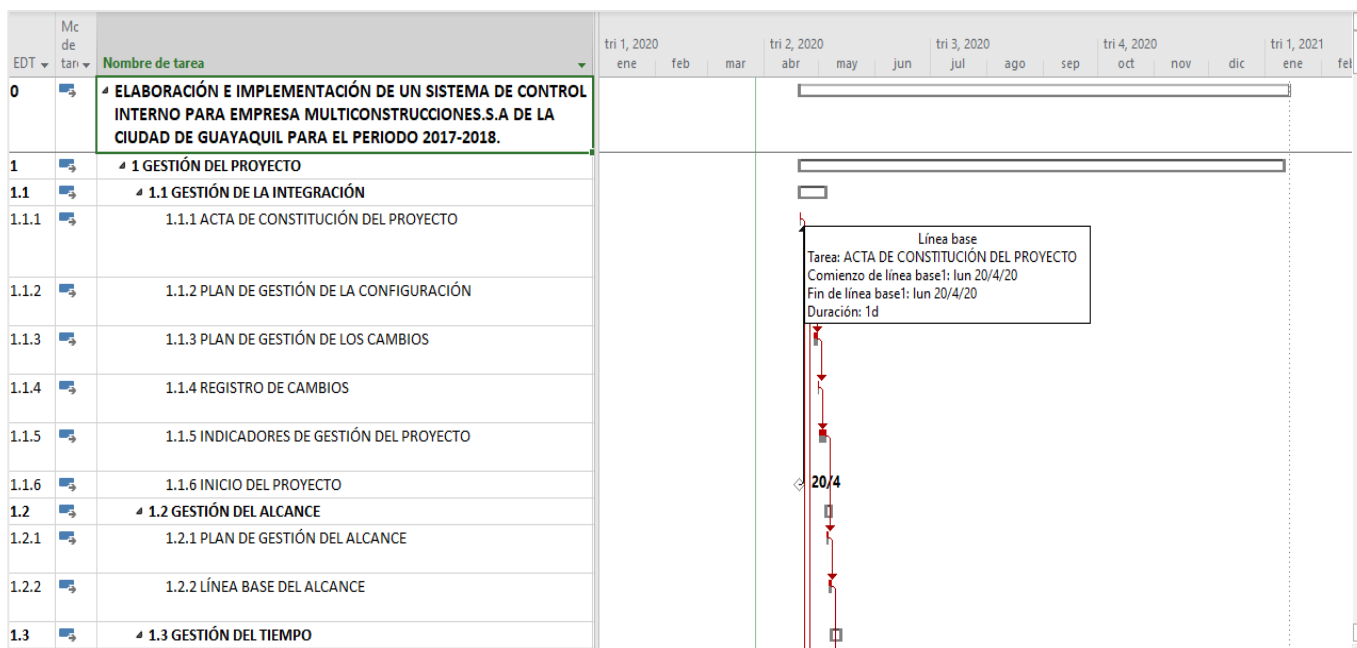 EDT
Mc
de
tare
Nombre de tarea
tri 1, 2020 tri 2, 2020 tri 3, 2020 tri 4, 2020 tri 1, 2021
ene feb mar abr may jun jul ago sep oct nov dic ene feb
0 ELABORACIÓN E IMPLEMENTACIÓN DE UN SISTEMA DE CONTROL
INTERNO PARA EMPRESA MULTICONSTRUCCIONES.S.A DE LA
CIUDAD DE GUAYAQUIL PARA EL PERIODO 2017-2018.
1 1 GESTIÓN DEL PROYECTO
1.1 1.1 GESTIÓN DE LA INTEGRACIÓN
1.1.1 1.1.1 ACTA DE CONSTITUCIÓN DEL PROYECTO
Línea base
Tarea: ACTA DE CONSTITUCIÓN DEL PROYECTO
Comienzo de línea base1: lun 20/4/20
Fin de línea base1: lun 20/4/20
Duración: 1d
1.1.2 1.1.2 PLAN DE GESTIÓN DE LA CONFIGURACIÓN
1.1.3 1.1.3 PLAN DE GESTIÓN DE LOS CAMBIOS
1.1.4 1.1.4 REGISTRO DE CAMBIOS
1.1.5 1.1.5 INDICADORES DE GESTIÓN DEL PROYECTO
1.1.6 1.1.6 INICIO DEL PROYECTO 20/4
1.2 1.2 GESTIÓN DEL ALCANCE
1.2.1 1.2.1 PLAN DE GESTIÓN DEL ALCANCE
1.2.2 1.2.2 LÍNEA BASE DEL ALCANCE
1.3 1.3 GESTIÓN DEL TIEMPO